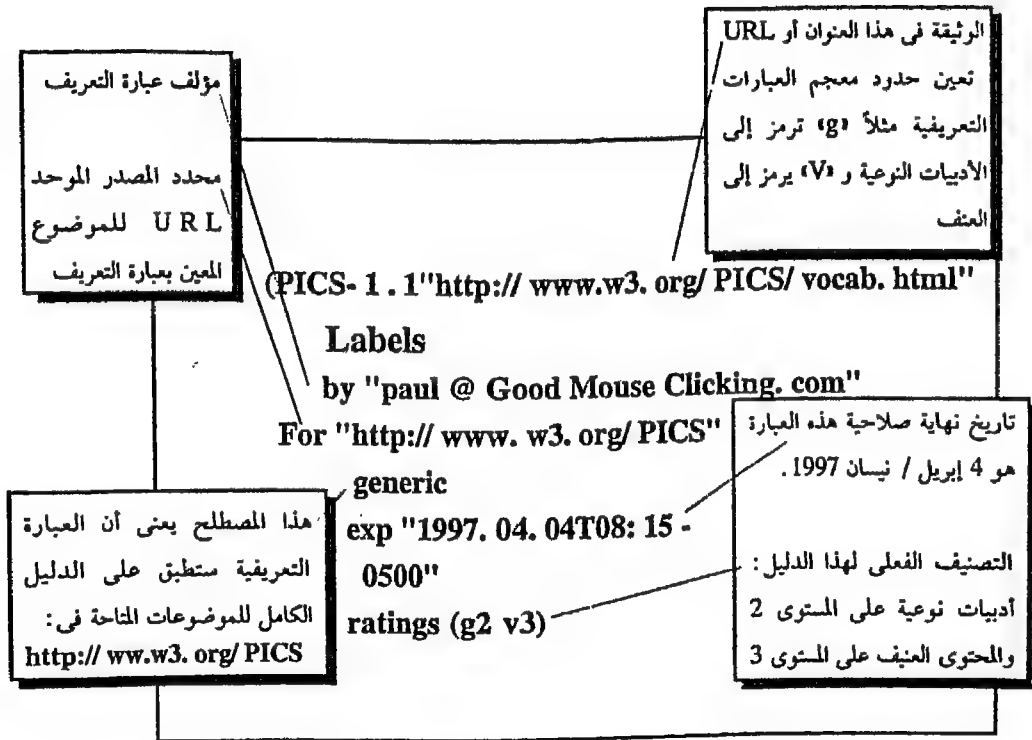 الوثيقة فى هذا العنوان أو URL
تعين حدود معجم العبارات
التعريفية مثلاً «g» ترمز إلى
الأدبيات النوعية و «V» يرمز إلى
العنف
مؤلف عبارة التعريف
محدد المصدر الموحد
URL للموضوع
المعين بعبارة التعريف
(PICS- 1 . 1"http:// www.w3. org/ PICS/ vocab. html"
Labels
by "paul @ Good Mouse Clicking. com"
For "http:// www. w3. org/ PICS"
generic
exp "1997. 04. 04T08: 15 -
0500"
ratings (g2 v3)
تاريخ نهاية صلاحية هذه العبارة
هو 4 إبريل / نيسان 1997.
التصنيف الفعلى لهذا الدليل :
أدبيات نوعية على المستوى 2
والمحتوى العنيف على المستوى 3
هذا المصطلح يعنى أن العبارة
التعريفية ستطبق على الدليل
الكامل للموضوعات المتاحة فى :
http:// ww.w3. org/ PICS